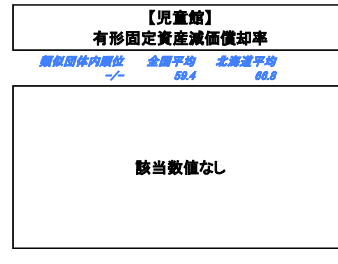 【児童館】
有形固定資産減価償却率
類似団体内順位 全国平均 北海道平均
-/- 59.4 66.8
該当数値なし